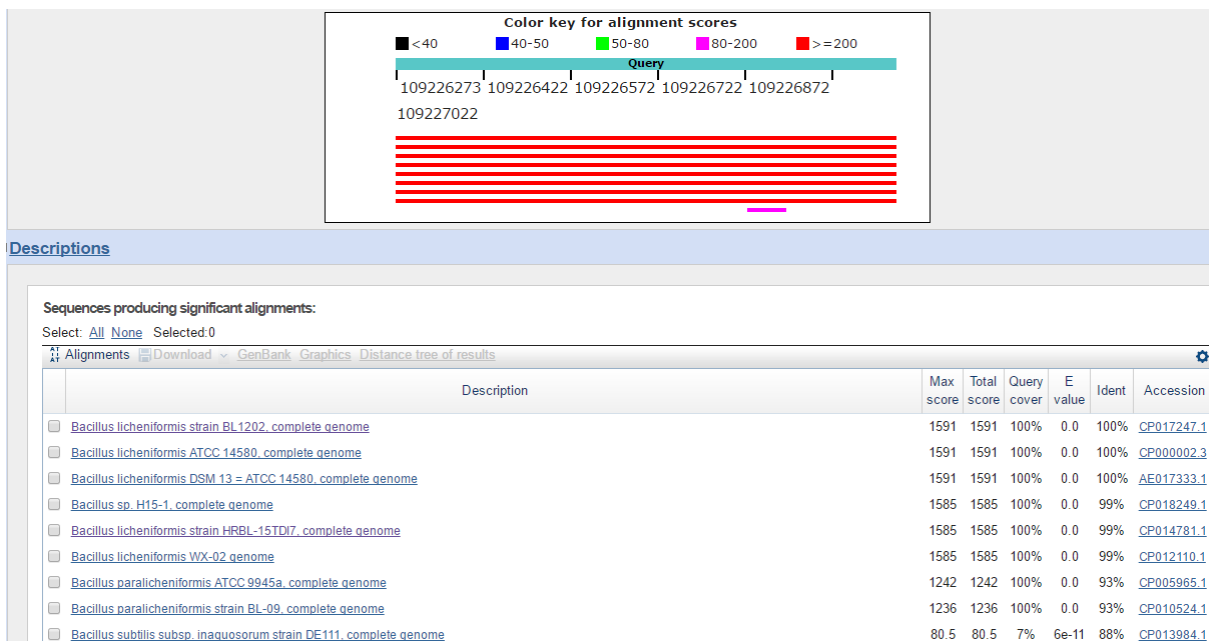 Color key for alignment scores
<40 40-50 50-80 80-200 >=200
Query
109226273 109226422 109226572 109226722 109226872
109227022
Descriptions
Sequences producing significant alignments:
Select: All None Selected:0
Alignments Download GenBank Graphics Distance tree of results
Description Max score Total score Query cover E value Ident Accession
Bacillus licheniformis strain BL1202, complete genome 1591 1591 100% 0.0 100% CP017247.1
Bacillus licheniformis ATCC 14580, complete genome 1591 1591 100% 0.0 100% CP000002.3
Bacillus licheniformis DSM 13 = ATCC 14580, complete genome 1591 1591 100% 0.0 100% AE017333.1
Bacillus sp. H15-1, complete genome 1585 1585 100% 0.0 99% CP018249.1
Bacillus licheniformis strain HRBL-15TDI7, complete genome 1585 1585 100% 0.0 99% CP014781.1
Bacillus licheniformis WX-02 genome 1585 1585 100% 0.0 99% CP012110.1
Bacillus paralicheniformis ATCC 9945a, complete genome 1242 1242 100% 0.0 93% CP005965.1
Bacillus paralicheniformis strain BL-09, complete genome 1236 1236 100% 0.0 93% CP010524.1
Bacillus subtilis subsp. inaquosorum strain DE111, complete genome 80.5 80.5 7% 6e-11 88% CP013984.1